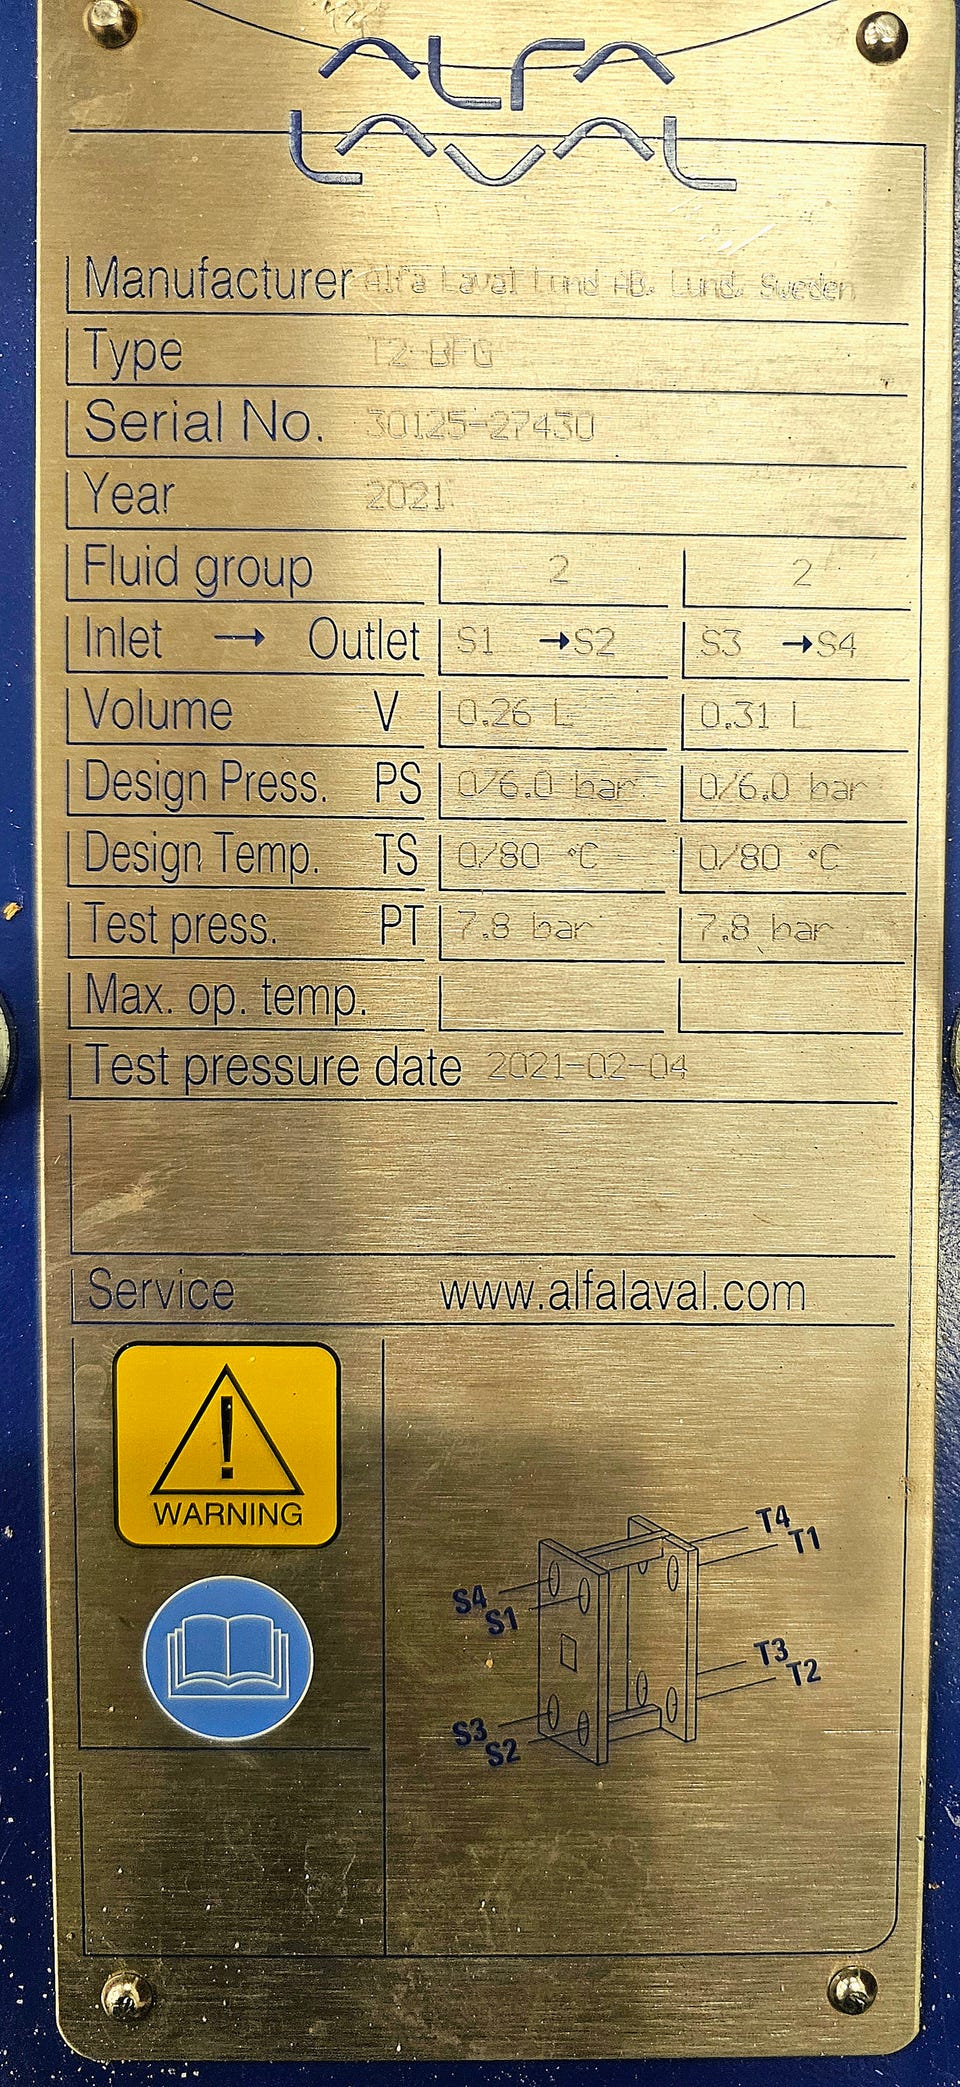 ALFA
LAVAL
Manufacturer Alfa Laval Lund AB, Lund, Sweden
Type T2-BFG
Serial No. 30125-27430
Year 2021
Fluid group 2 2
Inlet → Outlet S1 →S2 S3 →S4
Volume V 0.26 L 0.31 L
Design Press. PS 0/6.0 bar 0/6.0 bar
Design Temp. TS 0/80 °C 0/80 °C
Test press. PT 7.8 bar 7.8 bar
Max. op. temp.
Test pressure date 2021-02-04
Service www.alfalaval.com
WARNING
T4
T1
S4
S1
T3
T2
S3
S2